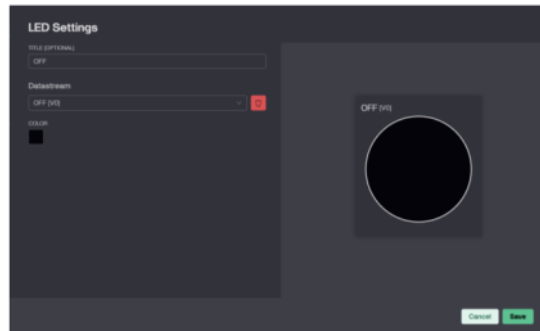 LED Settings
TITLE (OPTIONAL)
OFF
Datastream
OFF (V0)
COLOR
OFF (V0)
Cancel
Save